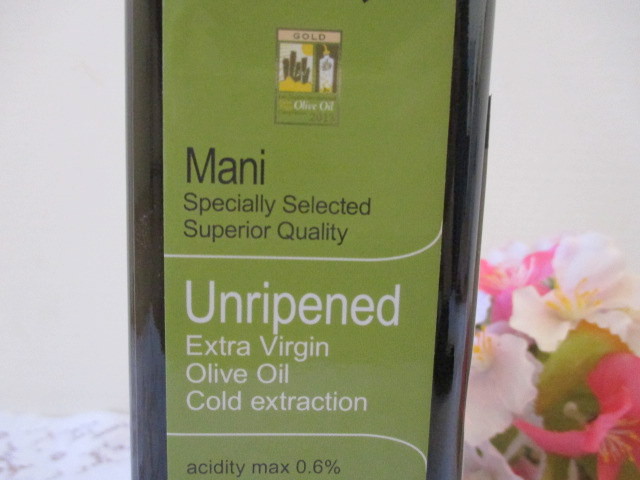 GOLD
Olive Oil
Mani
Specially Selected
Superior Quality
Unripened
Extra Virgin
Olive Oil
Cold extraction
acidity max 0.6%